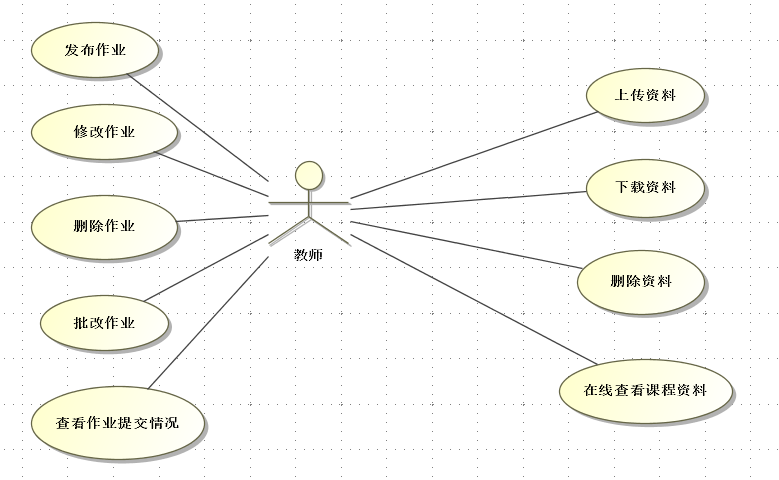 发布作业
修改作业
删除作业
批改作业
查看作业提交情况
教师
上传资料
下载资料
删除资料
在线查看课程资料